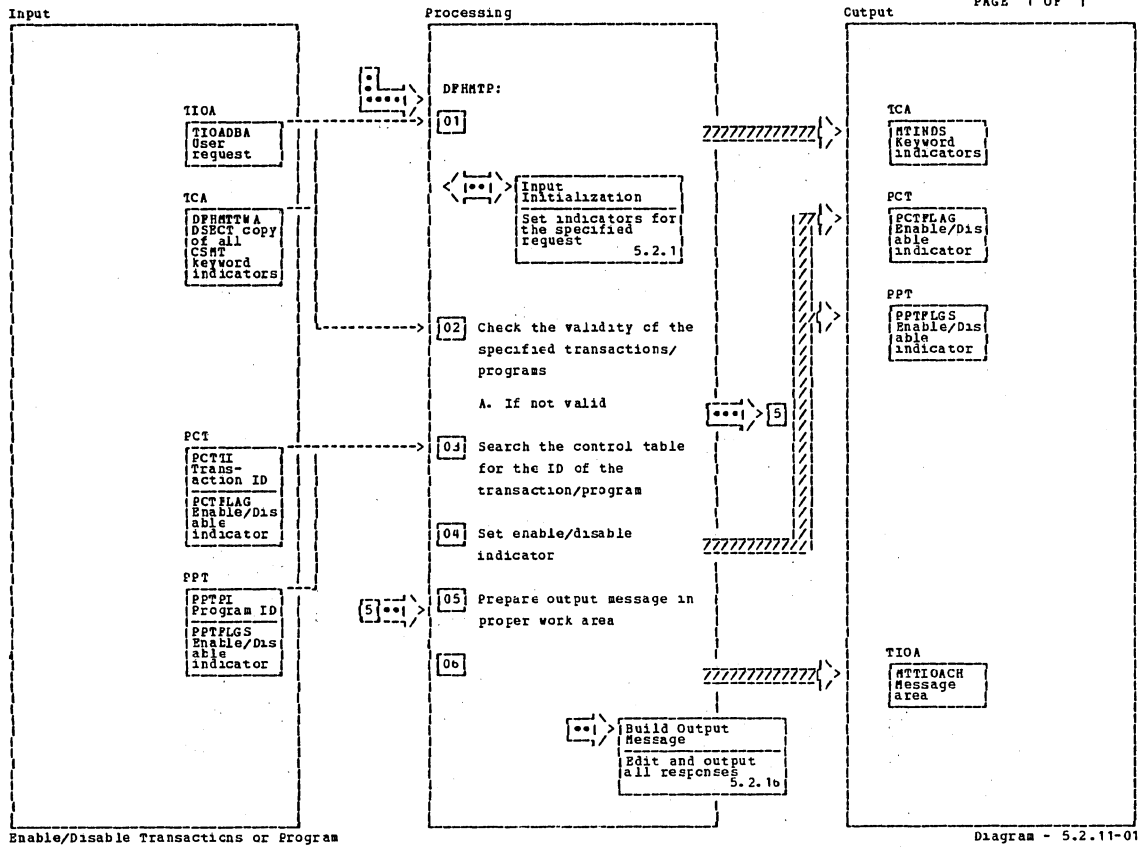 PAGE 1 OF 1
Input
Processing
Output
DFHMTP:
TIOA
TIOADBA
User
request
01
TCA
MTINDS
Keyword
indicators
TCA
DFHMTTWA
DSECT copy
of all
CSMT
keyword
indicators
Input
Initialization
Set indicators for
the specified
request
5.2.1
PCT
PCTFLAG
Enable/Dis
able
indicator
PPT
PPTFLGS
Enable/Dis
able
indicator
02 Check the validity of the
specified transactions/
programs
A. If not valid
5
PCT
PCTTI
Trans-
action ID
PCTFLAG
Enable/Dis
able
indicator
03 Search the control table
for the ID of the
transaction/program
04 Set enable/disable
indicator
PPT
PPTPI
Program ID
PPTFLGS
Enable/Dis
able
indicator
5
05 Prepare output message in
proper work area
06
TIOA
MTTIOACH
Message
area
Build Output
Message
Edit and output
all responses
5.2.16
Enable/Disable Transactions or Program
Diagram - 5.2.11-01